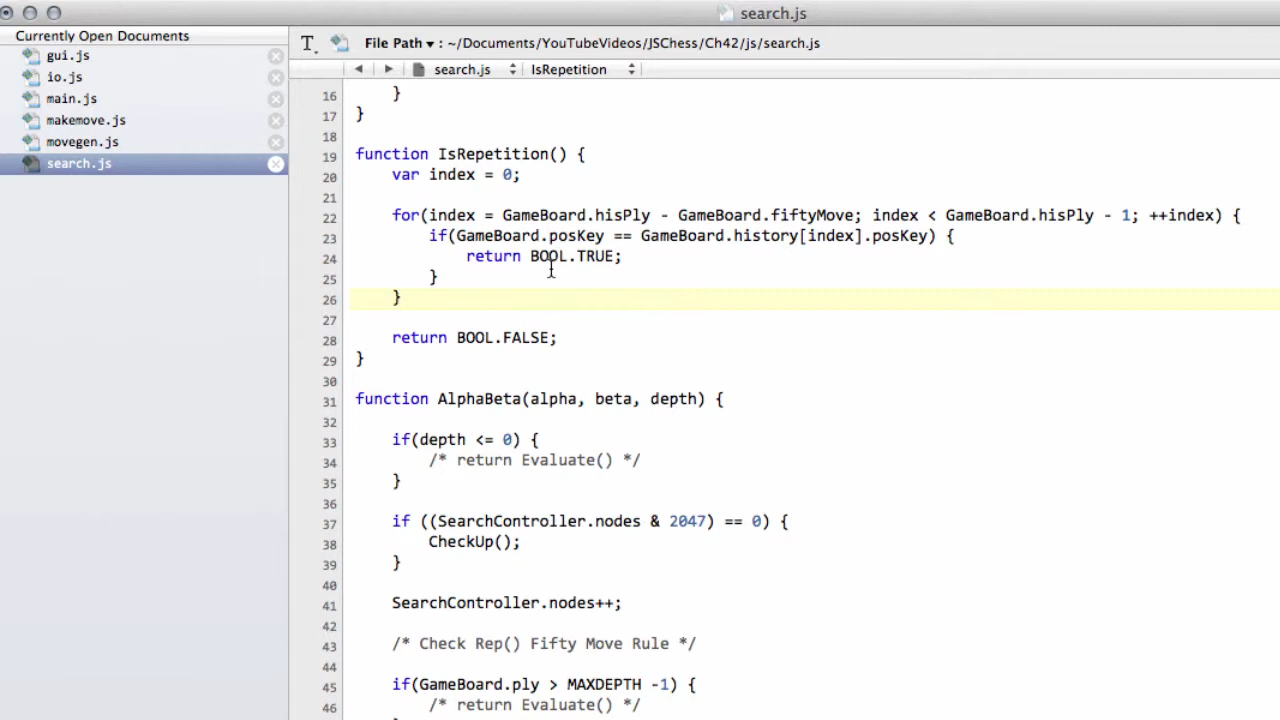 search.js
Currently Open Documents
gui.js
io.js
main.js
makemove.js
movegen.js
search.js
T. File Path ▾ : ~/Documents/YouTubeVideos/JSChess/Ch42/js/search.js
◀ ▶ search.js IsRepetition
16 }
17 }
18
19 function IsRepetition() {
20 var index = 0;
21
22 for(index = GameBoard.hisPly - GameBoard.fiftyMove; index < GameBoard.hisPly - 1; ++index) {
23 if(GameBoard.posKey == GameBoard.history[index].posKey) {
24 return BOOL.TRUE;
25 }
26 }
27
28 return BOOL.FALSE;
29 }
30
31 function AlphaBeta(alpha, beta, depth) {
32
33 if(depth <= 0) {
34 /* return Evaluate() */
35 }
36
37 if ((SearchController.nodes & 2047) == 0) {
38 CheckUp();
39 }
40
41 SearchController.nodes++;
42
43 /* Check Rep() Fifty Move Rule */
44
45 if(GameBoard.ply > MAXDEPTH -1) {
46 /* return Evaluate() */